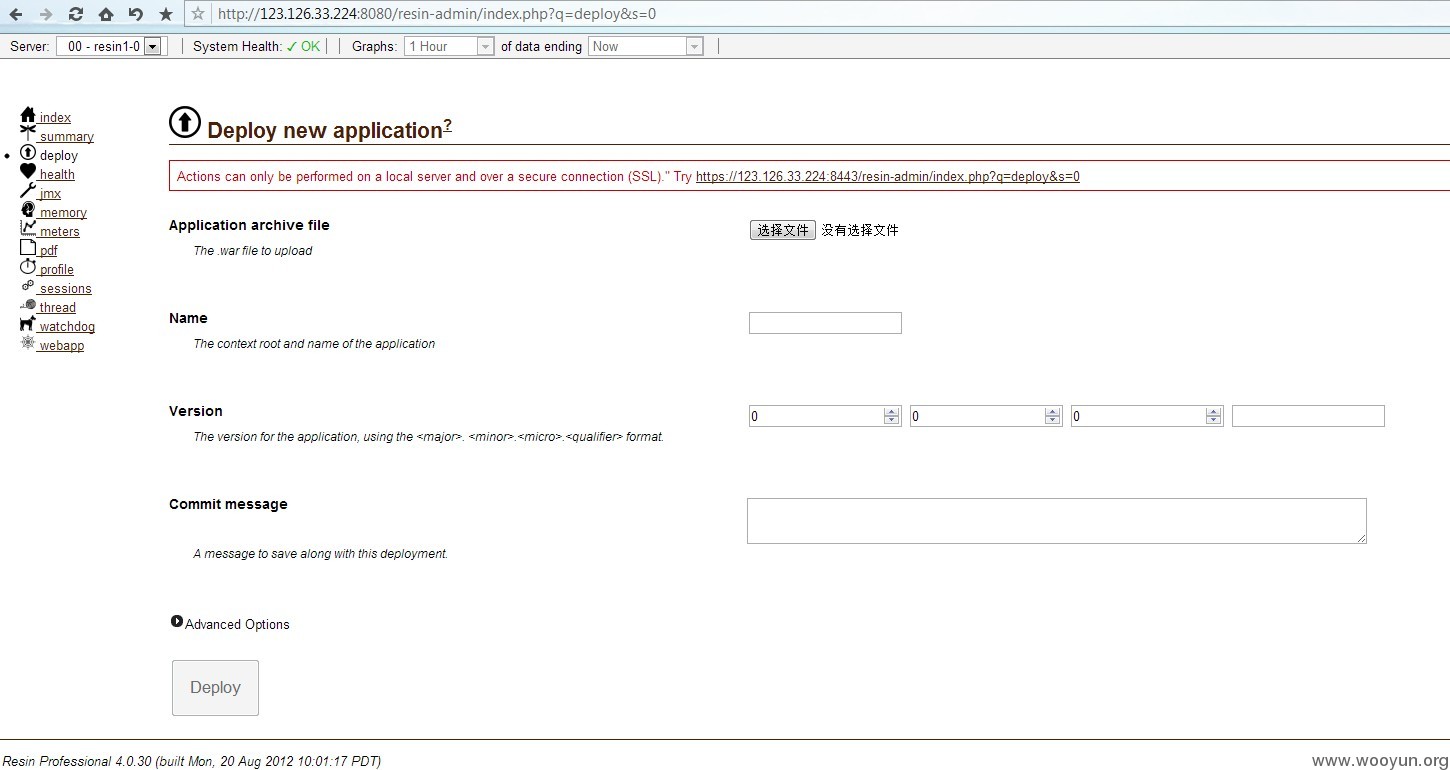 http://123.126.33.224:8080/resin-admin/index.php?q=deploy&s=0
Server: 00 - resin1-0 System Health: ✓ OK Graphs: 1 Hour of data ending Now
index
summary
deploy
health
jmx
memory
meters
pdf
profile
sessions
thread
watchdog
webapp
Deploy new application?
Actions can only be performed on a local server and over a secure connection (SSL)." Try https://123.126.33.224:8443/resin-admin/index.php?q=deploy&s=0
Application archive file
选择文件 没有选择文件
The .war file to upload
Name
The context root and name of the application
Version
0 0 0
The version for the application, using the <major>. <minor>.<micro>.<qualifier> format.
Commit message
A message to save along with this deployment.
Advanced Options
Deploy
Resin Professional 4.0.30 (built Mon, 20 Aug 2012 10:01:17 PDT)
www.wooyun.org